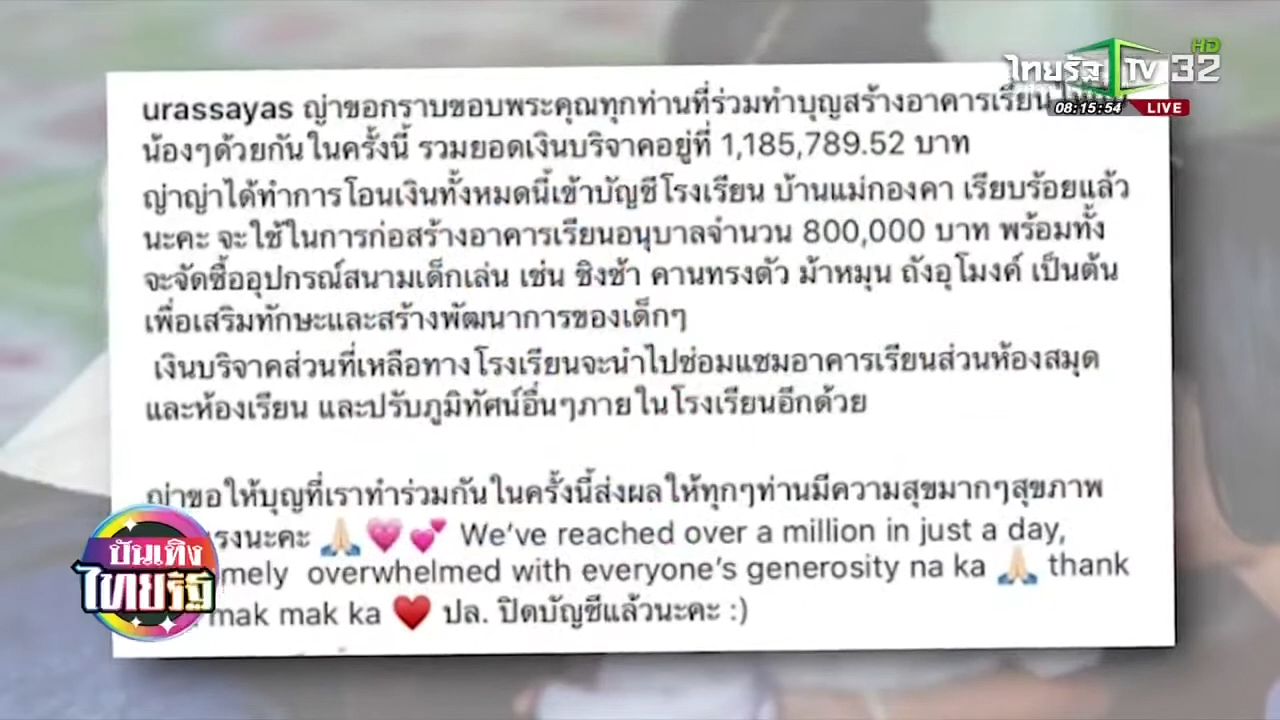 ไทยรัฐ TV 32 HD
08:15:54 LIVE
urassayas ญ่าขอกราบขอบพระคุณทุกท่านที่ร่วมทำบุญสร้างอาคารเรียน
น้องๆด้วยกันในครั้งนี้ รวมยอดเงินบริจาคอยู่ที่ 1,185,789.52 บาท
ญ่าญ่าได้ทำการโอนเงินทั้งหมดนี้เข้าบัญชีโรงเรียน บ้านแม่กองคา เรียบร้อยแล้ว
นะคะ จะใช้ในการก่อสร้างอาคารเรียนอนุบาลจำนวน 800,000 บาท พร้อมทั้ง
จะจัดซื้ออุปกรณ์สนามเด็กเล่น เช่น ชิงช้า คานทรงตัว ม้าหมุน ถังอุโมงค์ เป็นต้น
เพื่อเสริมทักษะและสร้างพัฒนาการของเด็กๆ
เงินบริจาคส่วนที่เหลือทางโรงเรียนจะนำไปซ่อมแซมอาคารเรียนส่วนห้องสมุด
และห้องเรียน และปรับภูมิทัศน์อื่นๆภายในโรงเรียนอีกด้วย
ญ่าขอให้บุญที่เราทำร่วมกันในครั้งนี้ส่งผลให้ทุกๆท่านมีความสุขมากๆสุขภาพ
รงนะคะ 🙏🏻💗💕 We've reached over a million in just a day,
mely overwhelmed with everyone's generosity na ka 🙏🏻 thank
mak mak ka ♥️ ปล. ปิดบัญชีแล้วนะคะ :)
บันเทิง
ไทยรัฐ